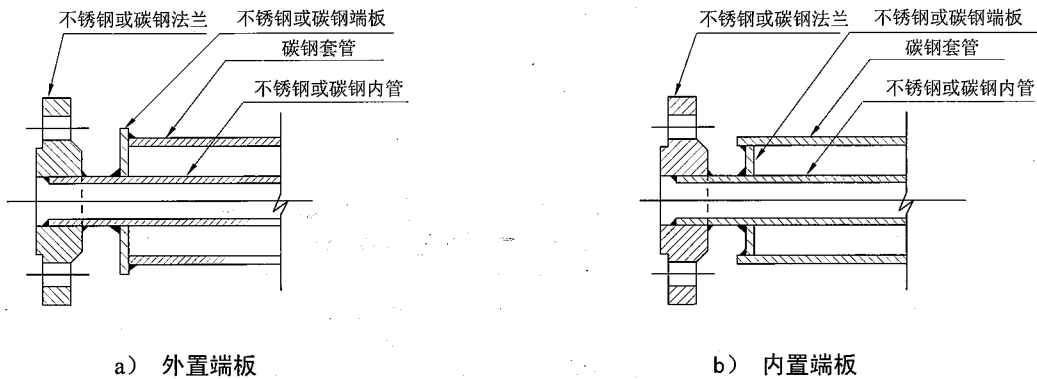 不锈钢或碳钢法兰
不锈钢或碳钢端板
碳钢套管
不锈钢或碳钢内管
a） 外置端板
不锈钢或碳钢法兰
不锈钢或碳钢端板
碳钢套管
不锈钢或碳钢内管
b） 内置端板